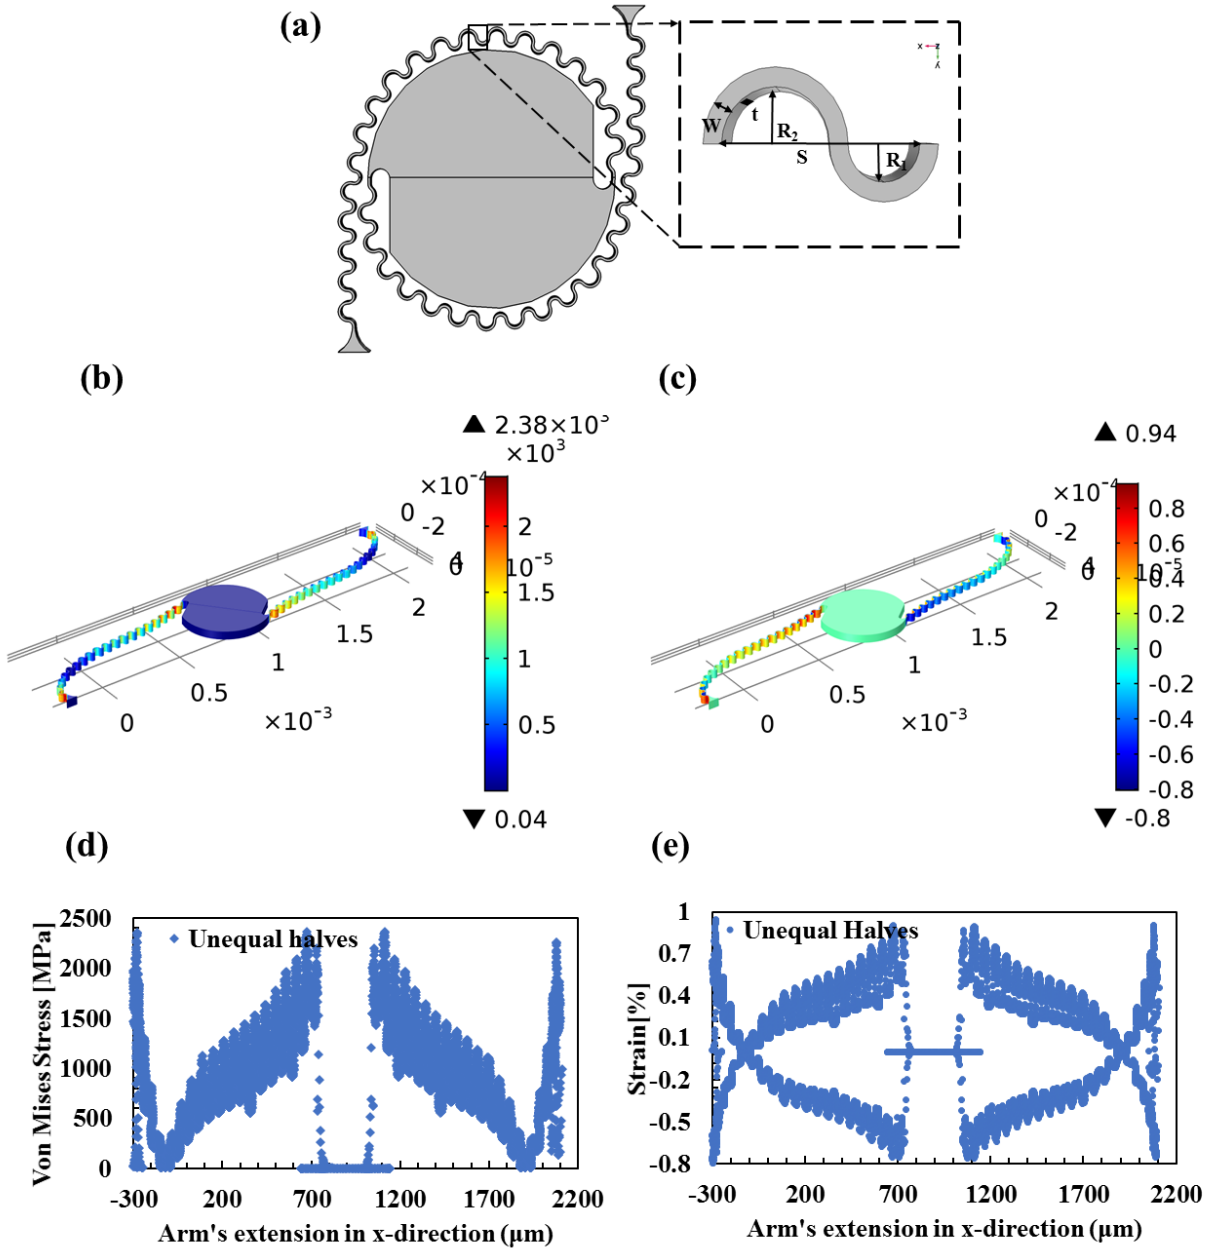 (a)
x z
y
W
t
R2
S
R1
(b)
2.38×10³
×10³
×10⁻⁴
0
-2
4
0
10⁻⁵
2
1.5
1
0.5
0
×10⁻³
2
1.5
1
0.5
0.04
(c)
0.94
×10⁻⁴
0
-2
4
0
10⁻⁵
2
1.5
1
0.5
0
×10⁻³
0.8
0.6
0.4
0.2
0
-0.2
-0.4
-0.6
-0.8
-0.8
(d)
Von Mises Stress [MPa]
2500
2000
1500
1000
500
0
Unequal halves
-300 200 700 1200 1700 2200
Arm's extension in x-direction (μm)
(e)
Strain[%]
1
0.7
0.4
0.1
-0.2
-0.5
-0.8
Unequal Halves
-300 200 700 1200 1700 2200
Arm's extension in x-direction (μm)